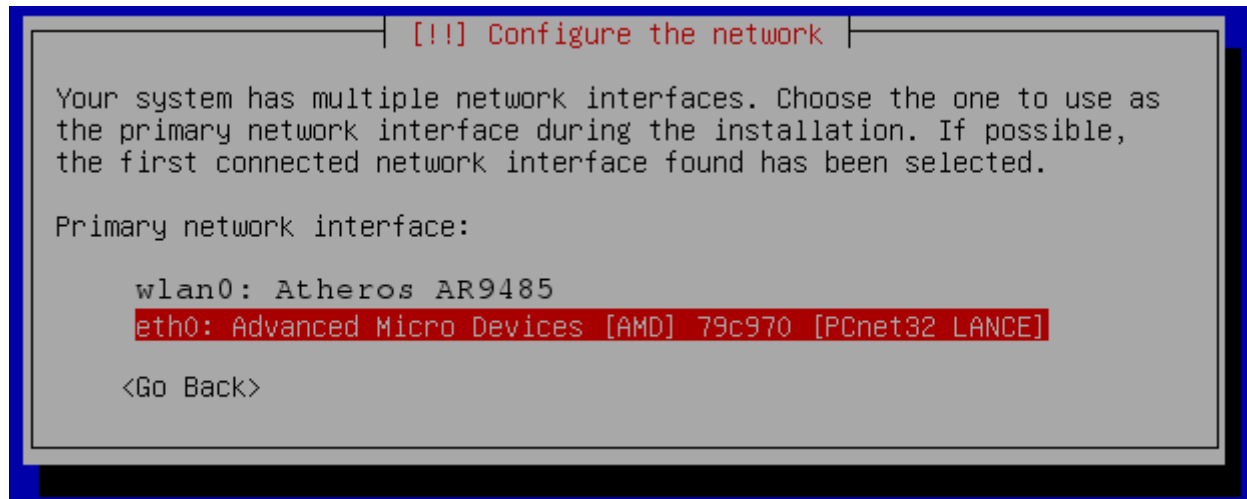 [!!] Configure the network
Your system has multiple network interfaces. Choose the one to use as
the primary network interface during the installation. If possible,
the first connected network interface found has been selected.
Primary network interface:
wlan0: Atheros AR9485
eth0: Advanced Micro Devices [AMD] 79c970 [PCnet32 LANCE]
<Go Back>